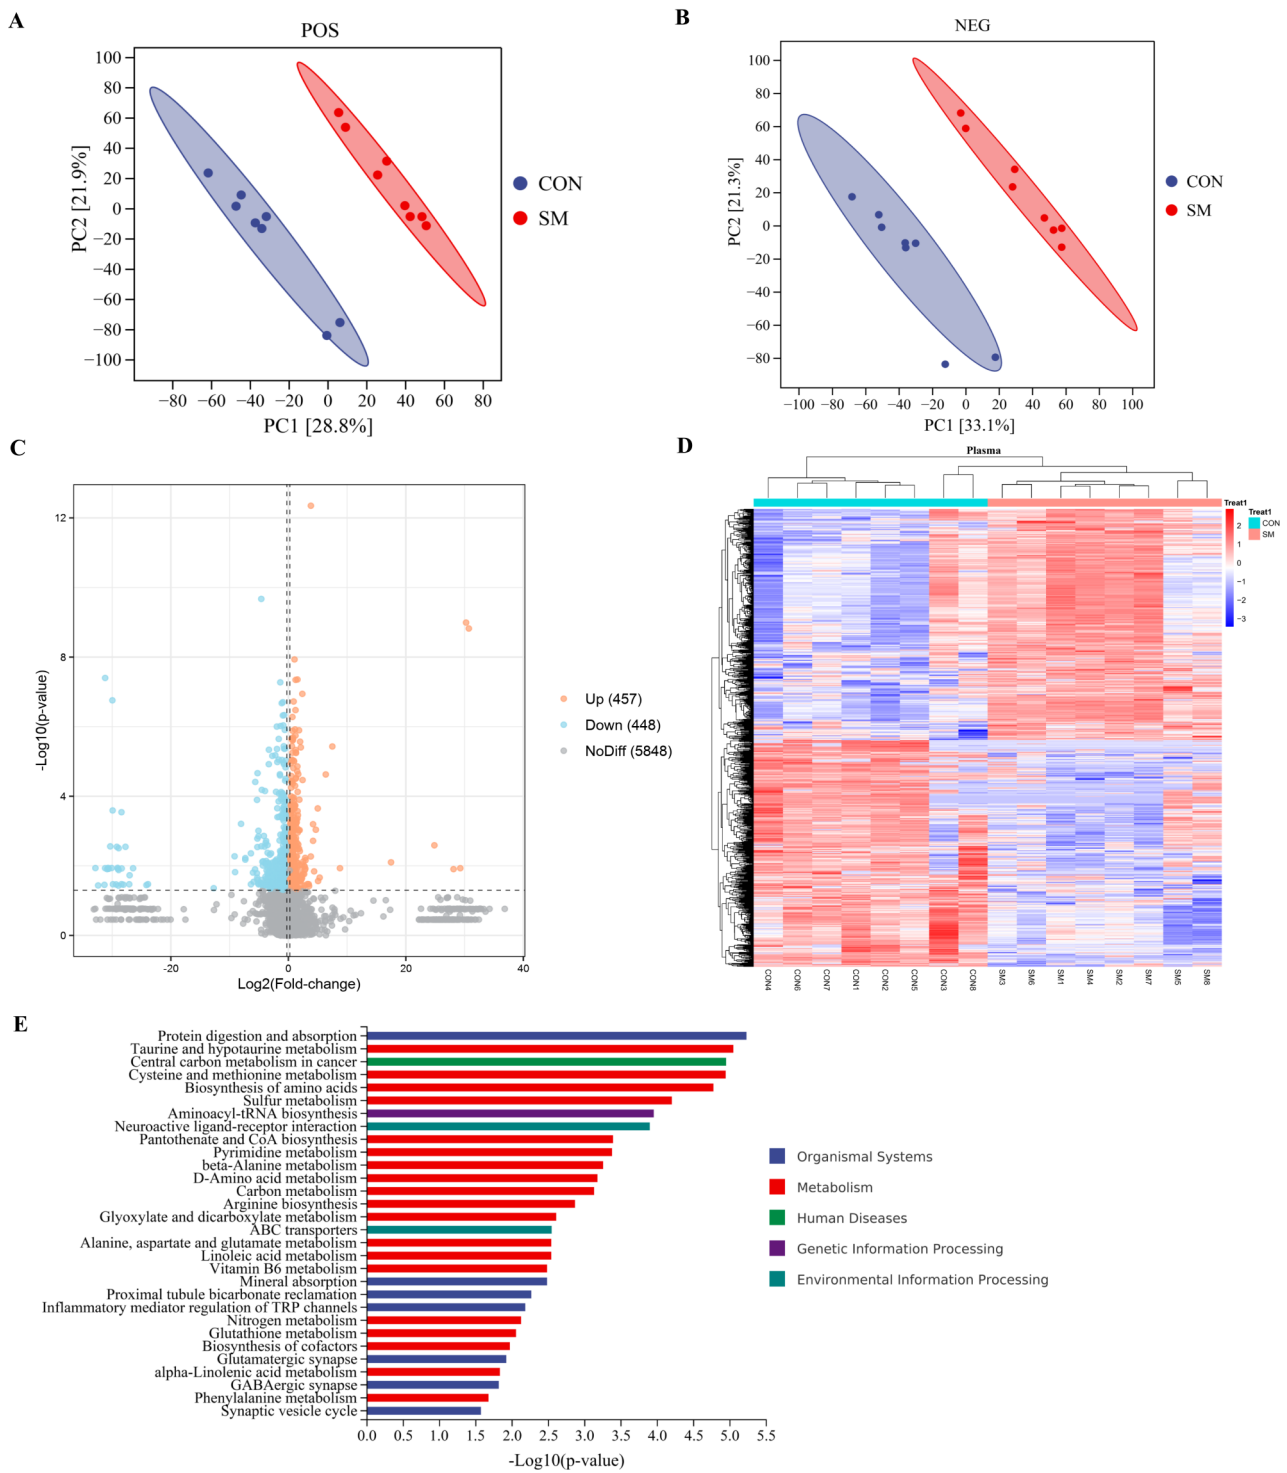 A
POS
100
80
60
40
20
0
−20
−40
−60
−80
−100
PC2 [21.9%]
−80 −60 −40 −20 0 20 40 60 80
PC1 [28.8%]
CON
SM
B
NEG
100
80
60
40
20
0
−20
−40
−60
−80
PC2 [21.3%]
−100 −80 −60 −40 −20 0 20 40 60 80 100
PC1 [33.1%]
CON
SM
C
12
8
4
0
-Log10(p-value)
-20 0 20 40
Log2(Fold-change)
Up (457)
Down (448)
NoDiff (5848)
D
Plasma
Treat1
2
1
0
−1
−2
−3
Treat1
CON
SM
CON4 CON6 CON7 CON1 CON2 CON5 CON3 CON8 SM3 SM6 SM1 SM4 SM2 SM7 SM5 SM8
E
Protein digestion and absorption
Taurine and hypotaurine metabolism
Central carbon metabolism in cancer
Cysteine and methionine metabolism
Biosynthesis of amino acids
Sulfur metabolism
Aminoacyl-tRNA biosynthesis
Neuroactive ligand-receptor interaction
Pantothenate and CoA biosynthesis
Pyrimidine metabolism
beta-Alanine metabolism
D-Amino acid metabolism
Carbon metabolism
Arginine biosynthesis
Glyoxylate and dicarboxylate metabolism
ABC transporters
Alanine, aspartate and glutamate metabolism
Linoleic acid metabolism
Vitamin B6 metabolism
Mineral absorption
Proximal tubule bicarbonate reclamation
Inflammatory mediator regulation of TRP channels
Nitrogen metabolism
Glutathione metabolism
Biosynthesis of cofactors
Glutamatergic synapse
alpha-Linolenic acid metabolism
GABAergic synapse
Phenylalanine metabolism
Synaptic vesicle cycle
0.0 0.5 1.0 1.5 2.0 2.5 3.0 3.5 4.0 4.5 5.0 5.5
-Log10(p-value)
Organismal Systems
Metabolism
Human Diseases
Genetic Information Processing
Environmental Information Processing